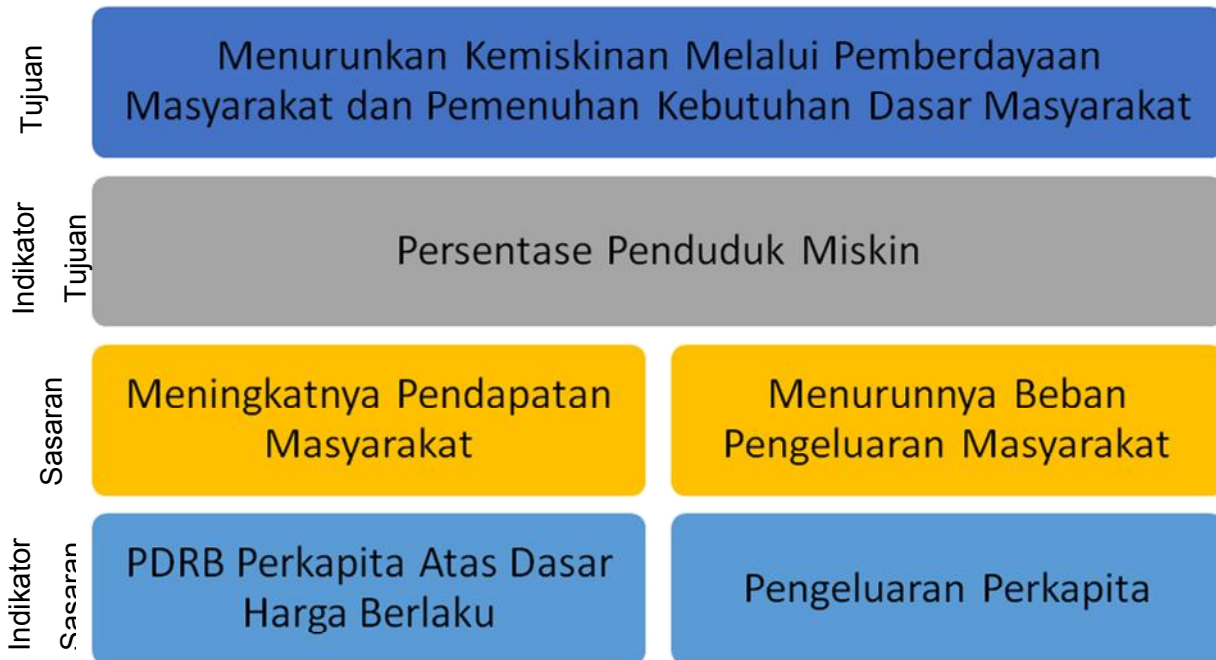 Tujuan
Menurunkan Kemiskinan Melalui Pemberdayaan
Masyarakat dan Pemenuhan Kebutuhan Dasar Masyarakat
Indikator
Tujuan
Persentase Penduduk Miskin
Sasaran
Meningkatnya Pendapatan
Masyarakat
Menurunnya Beban
Pengeluaran Masyarakat
Indikator
Sasaran
PDRB Perkapita Atas Dasar
Harga Berlaku
Pengeluaran Perkapita